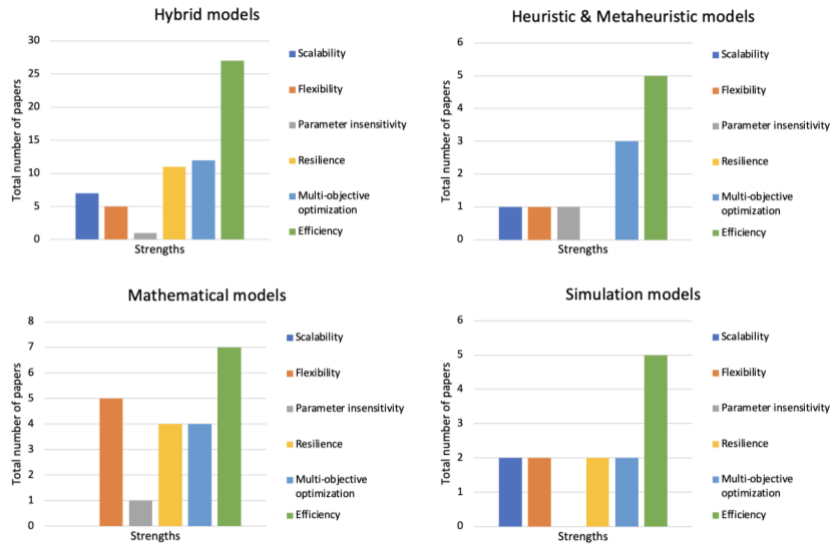 Hybrid models
Total number of papers
30
25
20
15
10
5
0
Strengths
Scalability
Flexibility
Parameter insensitivity
Resilience
Multi-objective
optimization
Efficiency
Heuristic & Metaheuristic models
Total number of papers
6
5
4
3
2
1
0
Strengths
Scalability
Flexibility
Parameter insensitivity
Resilience
Multi-objective
optimization
Efficiency
Mathematical models
Total number of papers
8
7
6
5
4
3
2
1
0
Strengths
Scalability
Flexibility
Parameter insensitivity
Resilience
Multi-objective
optimization
Efficiency
Simulation models
Total number of papers
6
5
4
3
2
1
0
Strengths
Scalability
Flexibility
Parameter insensitivity
Resilience
Multi-objective
optimization
Efficiency